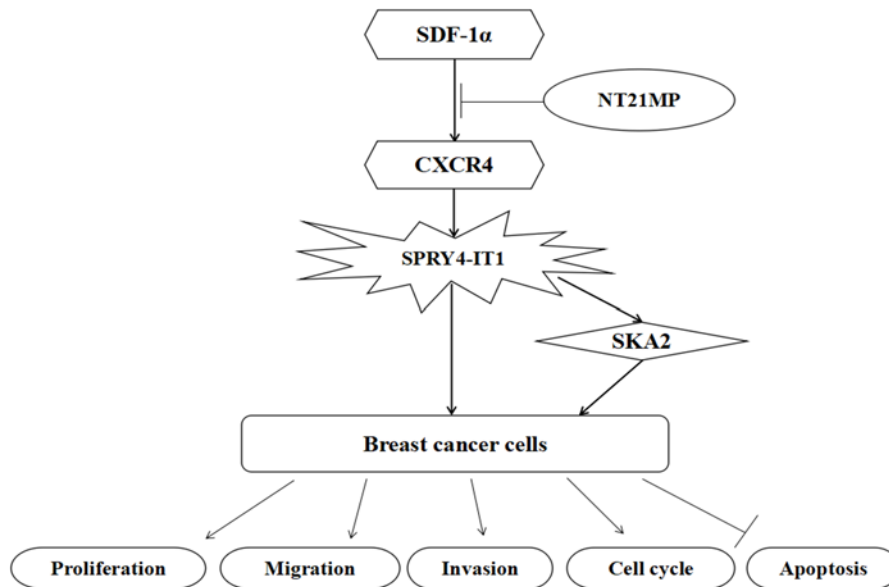 SDF-1α
NT21MP
CXCR4
SPRY4-IT1
SKA2
Breast cancer cells
Proliferation
Migration
Invasion
Cell cycle
Apoptosis